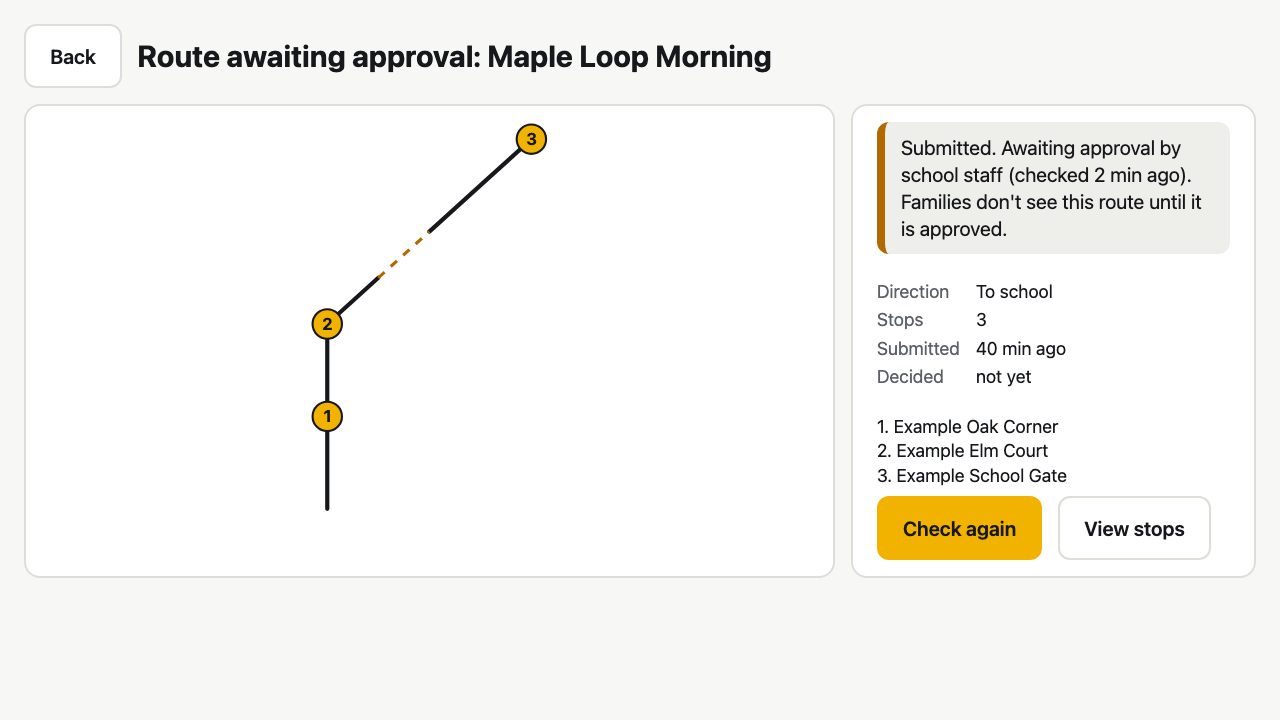 Back
Route awaiting approval: Maple Loop Morning
3
2
1
Submitted. Awaiting approval by
school staff (checked 2 min ago).
Families don't see this route until it
is approved.
Direction To school
Stops 3
Submitted 40 min ago
Decided not yet
1. Example Oak Corner
2. Example Elm Court
3. Example School Gate
Check again
View stops